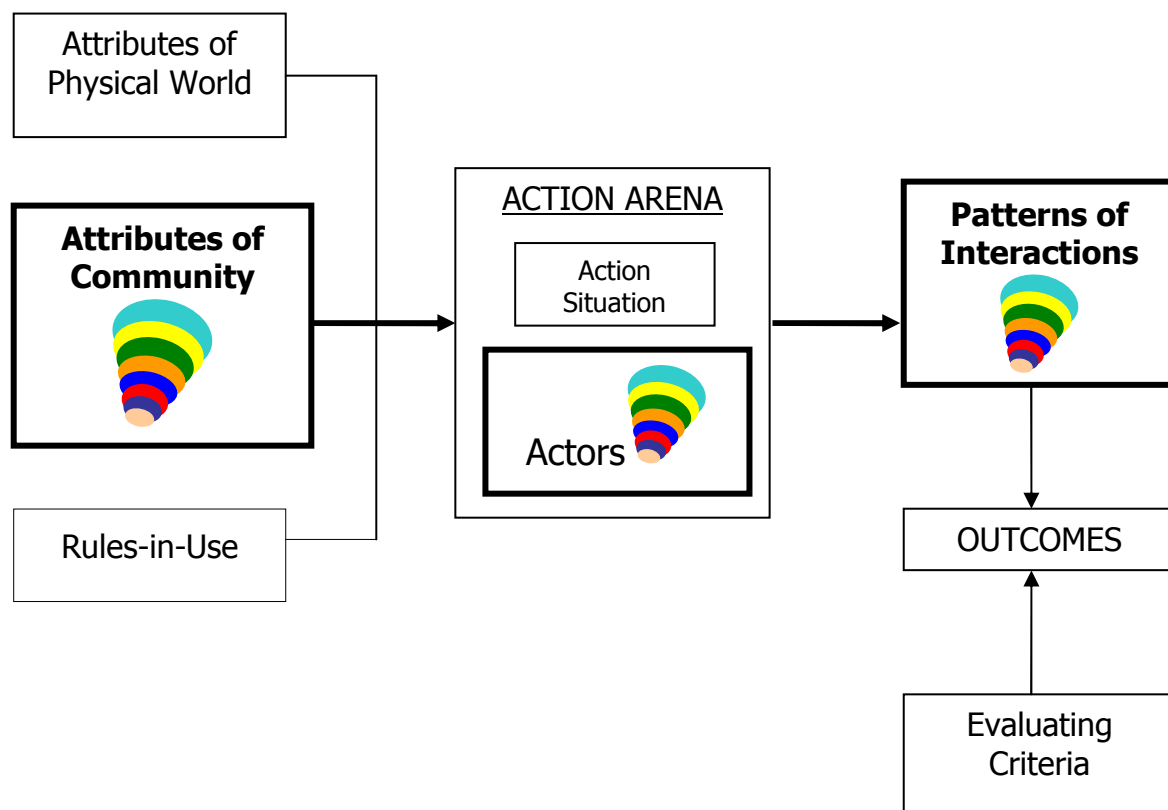 Attributes of
Physical World
Attributes of
Community
Rules-in-Use
ACTION ARENA
Action
Situation
Actors
Patterns of
Interactions
OUTCOMES
Evaluating
Criteria